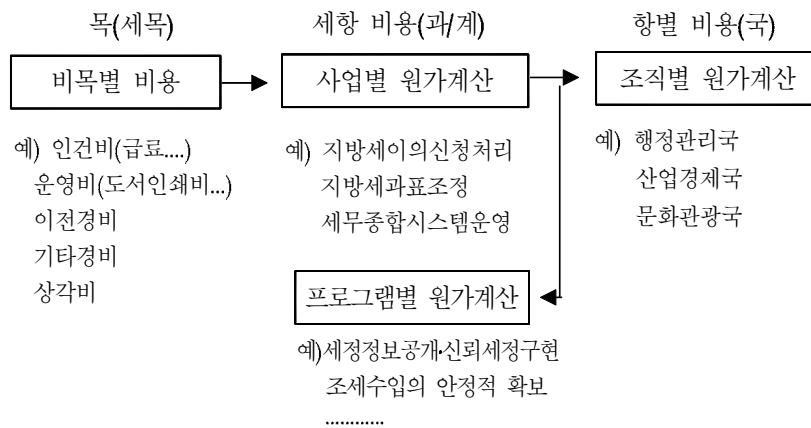 목(세목)
비목별 비용
예) 인건비(급료....)
운영비(도서인쇄비...)
이전경비
기타경비
상각비
세항 비용(과/계)
사업별 원가계산
예) 지방세이의신청처리
지방세과표조정
세무종합시스템운영
프로그램별 원가계산
예)세정정보공개·신뢰세정구현
조세수입의 안정적 확보
............
항별 비용(국)
조직별 원가계산
예) 행정관리국
산업경제국
문화관광국